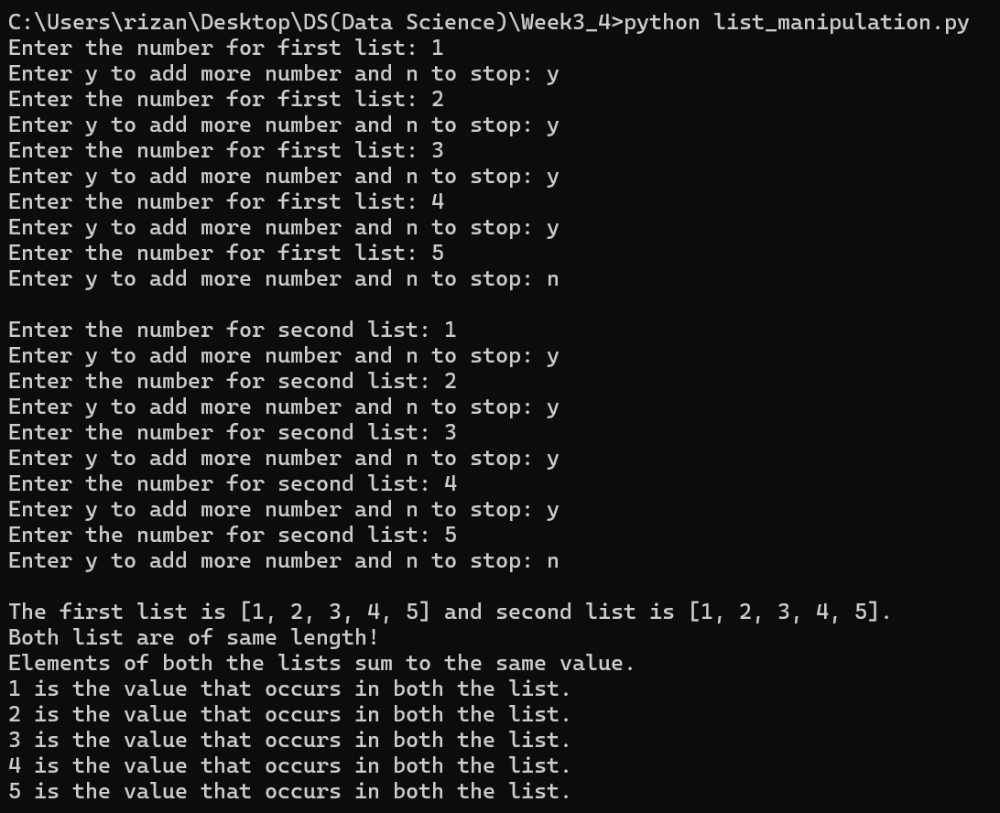 C:\Users\rizan\Desktop\DS(Data Science)\Week3_4>python list_manipulation.py
Enter the number for first list: 1
Enter y to add more number and n to stop: y
Enter the number for first list: 2
Enter y to add more number and n to stop: y
Enter the number for first list: 3
Enter y to add more number and n to stop: y
Enter the number for first list: 4
Enter y to add more number and n to stop: y
Enter the number for first list: 5
Enter y to add more number and n to stop: n

Enter the number for second list: 1
Enter y to add more number and n to stop: y
Enter the number for second list: 2
Enter y to add more number and n to stop: y
Enter the number for second list: 3
Enter y to add more number and n to stop: y
Enter the number for second list: 4
Enter y to add more number and n to stop: y
Enter the number for second list: 5
Enter y to add more number and n to stop: n

The first list is [1, 2, 3, 4, 5] and second list is [1, 2, 3, 4, 5].
Both list are of same length!
Elements of both the lists sum to the same value.
1 is the value that occurs in both the list.
2 is the value that occurs in both the list.
3 is the value that occurs in both the list.
4 is the value that occurs in both the list.
5 is the value that occurs in both the list.